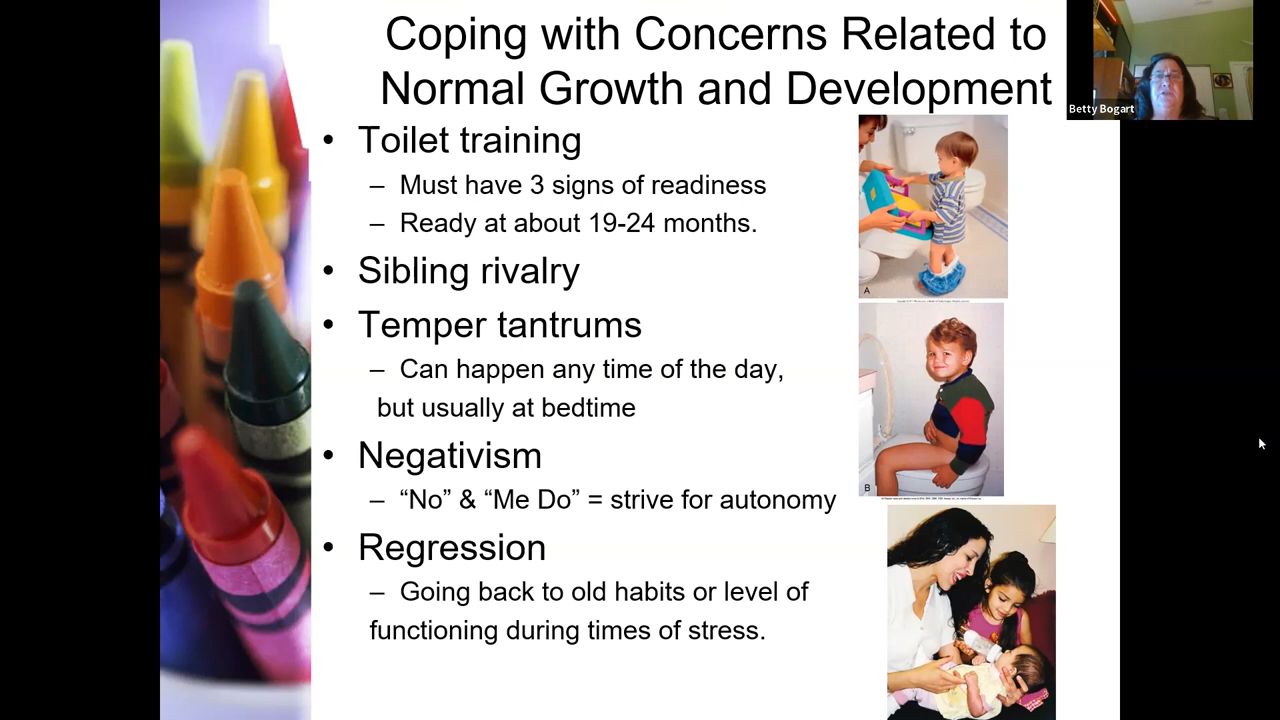 Coping with Concerns Related to
Normal Growth and Development
Betty Bogart
• Toilet training
– Must have 3 signs of readiness
– Ready at about 19-24 months.
• Sibling rivalry
• Temper tantrums
– Can happen any time of the day,
but usually at bedtime
• Negativism
– “No” & “Me Do” = strive for autonomy
• Regression
– Going back to old habits or level of
functioning during times of stress.
A
B